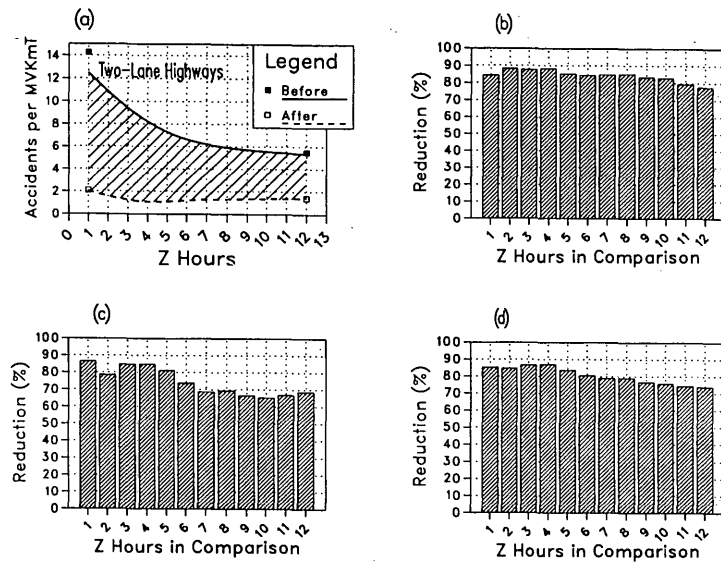 (a)
Accidents per MVKmT
14
12
10
8
6
4
2
0
Two-Lane Highways
Legend
Before
After
0 1 2 3 4 5 6 7 8 9 10 11 12 13
Z Hours
(b)
Reduction (%)
100
90
80
70
60
50
40
30
20
10
0
1 2 3 4 5 6 7 8 9 10 11 12
Z Hours in Comparison
(c)
Reduction (%)
100
90
80
70
60
50
40
30
20
10
0
1 2 3 4 5 6 7 8 9 10 11 12
Z Hours in Comparison
(d)
Reduction (%)
100
90
80
70
60
50
40
30
20
10
0
1 2 3 4 5 6 7 8 9 10 11 12
Z Hours in Comparison